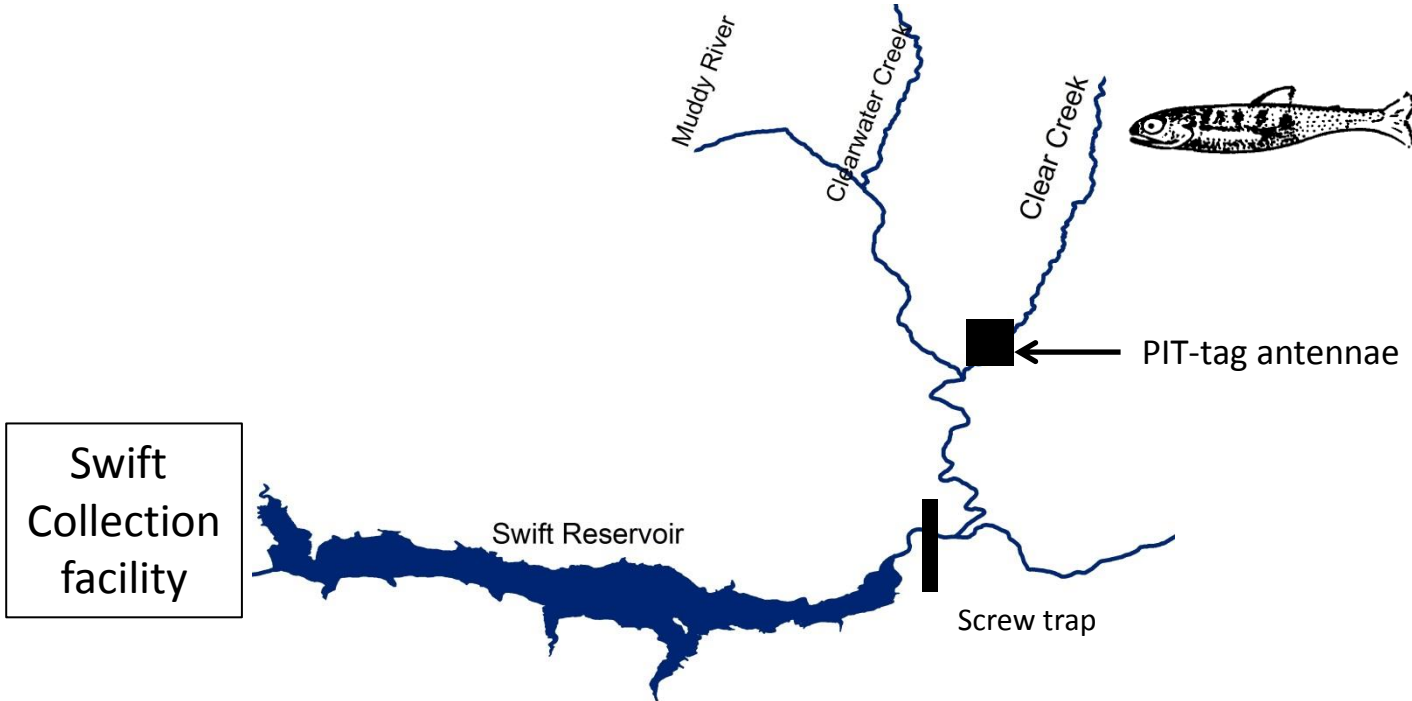 Muddy River
Clearwater Creek
Clear Creek
PIT-tag antennae
Swift
Collection
facility
Swift Reservoir
Screw trap